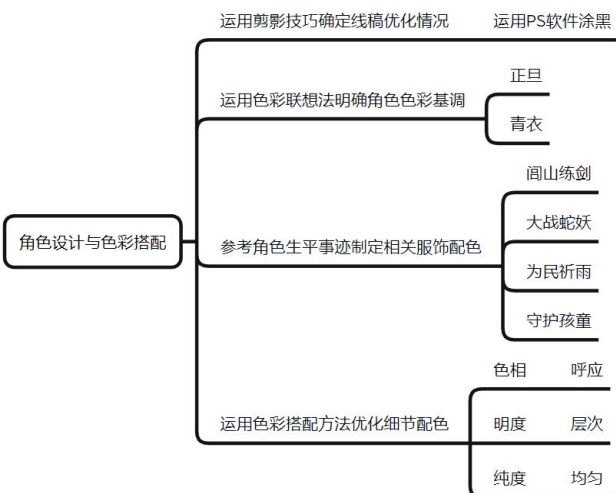 运用剪影技巧确定线稿优化情况 运用PS软件涂黑
正旦
运用色彩联想法明确角色色彩基调
青衣
闾山练剑
大战蛇妖
角色设计与色彩搭配
参考角色生平事迹制定相关服饰配色
为民祈雨
守护孩童
色相 呼应
运用色彩搭配方法优化细节配色
明度 层次
纯度 均匀